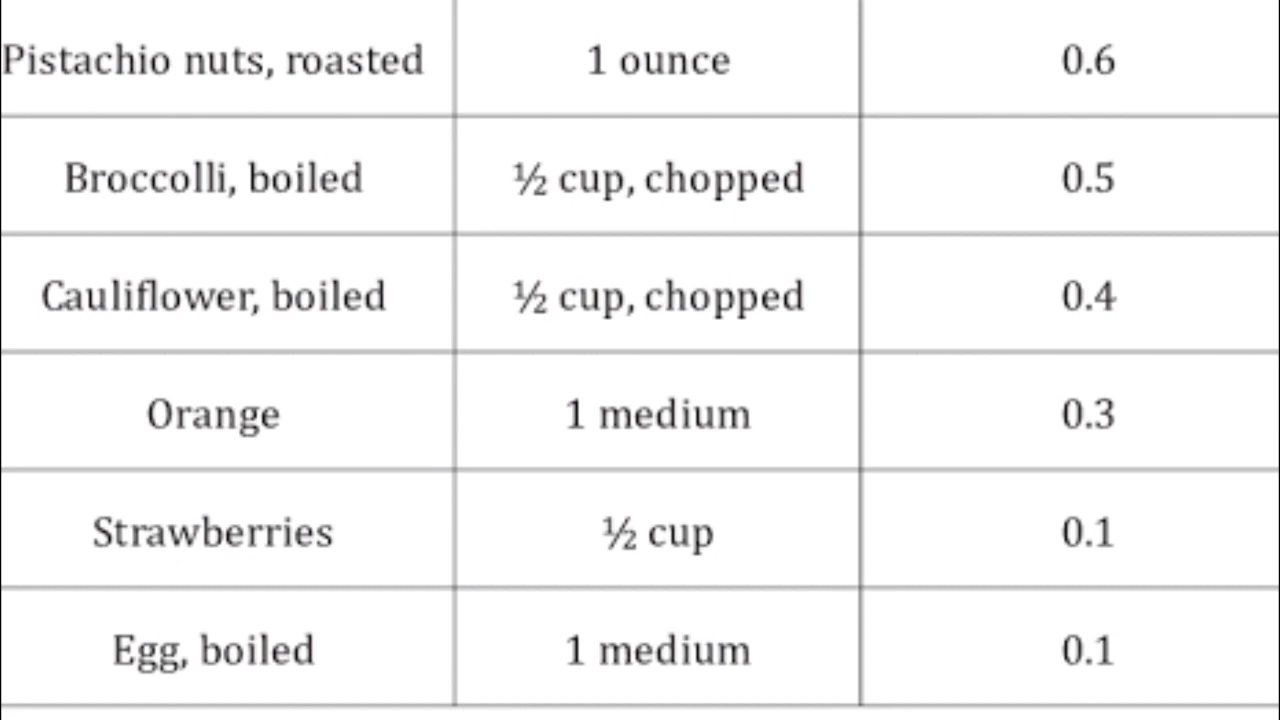 Pistachio nuts, roasted 1 ounce 0.6
Broccolli, boiled ½ cup, chopped 0.5
Cauliflower, boiled ½ cup, chopped 0.4
Orange 1 medium 0.3
Strawberries ½ cup 0.1
Egg, boiled 1 medium 0.1